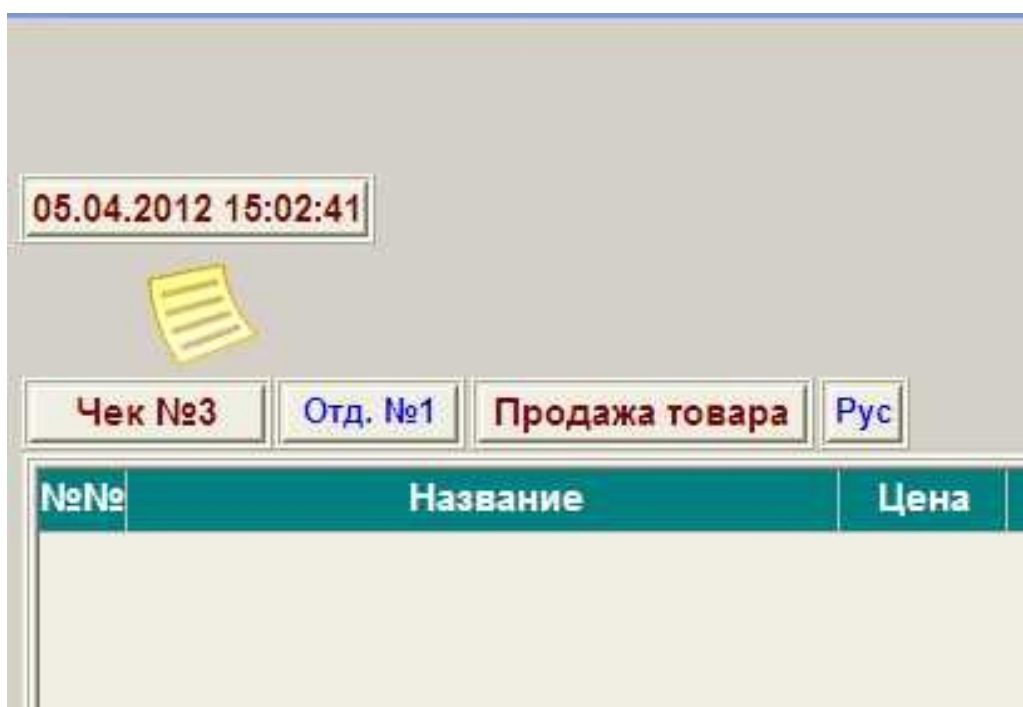 05.04.2012 15:02:41
Чек №3 Отд. №1 Продажа товара Рус
№№ Название Цена